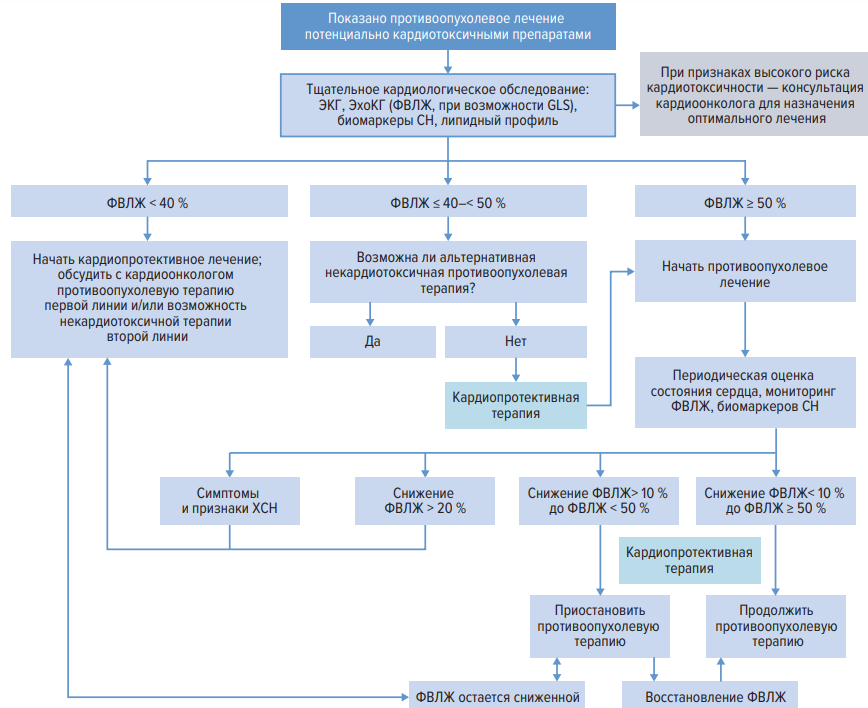 Показано противоопухолевое лечение
потенциально кардиотоксичными препаратами
Тщательное кардиологическое обследование:
ЭКГ, ЭхоКГ (ФВЛЖ, при возможности GLS),
биомаркеры СН, липидный профиль
При признаках высокого риска
кардиотоксичности — консультация
кардиоонколога для назначения
оптимального лечения
ФВЛЖ < 40 %
ФВЛЖ ≤ 40–< 50 %
ФВЛЖ ≥ 50 %
Начать кардиопротективное лечение;
обсудить с кардиоонкологом
противоопухолевую терапию
первой линии и/или возможность
некардиотоксичной терапии
второй линии
Возможна ли альтернативная
некардиотоксичная противоопухолевая
терапия?
Начать противоопухолевое
лечение
Да
Нет
Кардиопротективная
терапия
Периодическая оценка
состояния сердца, мониторинг
ФВЛЖ, биомаркеров СН
Симптомы
и признаки ХСН
Снижение
ФВЛЖ > 20 %
Снижение ФВЛЖ> 10 %
до ФВЛЖ < 50 %
Снижение ФВЛЖ< 10 %
до ФВЛЖ ≥ 50 %
Кардиопротективная
терапия
Приостановить
противоопухолевую
терапию
Продолжить
противоопухолевую
терапию
ФВЛЖ остается сниженной
Восстановление ФВЛЖ